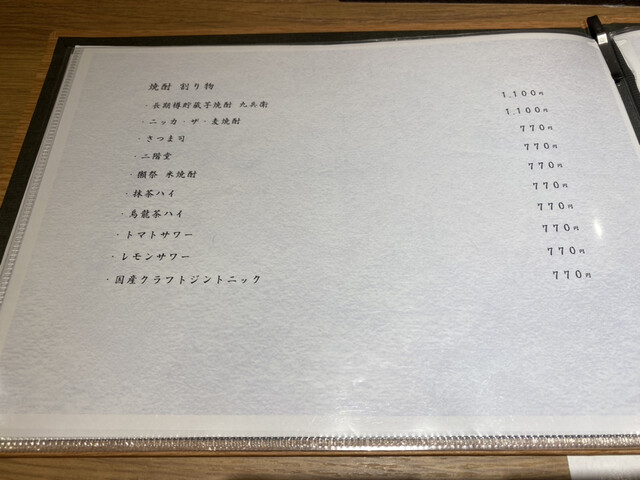 焼酎 割り物
・長期樽貯蔵芋焼酎 九兵衛 1,100円
・ニッカ・ザ・麦焼酎 1,100円
・さつま司 770円
・二階堂 770円
・獺祭 米焼酎 770円
・抹茶ハイ 770円
・烏龍茶ハイ 770円
・トマトサワー 770円
・レモンサワー 770円
・国産クラフトジントニック 770円